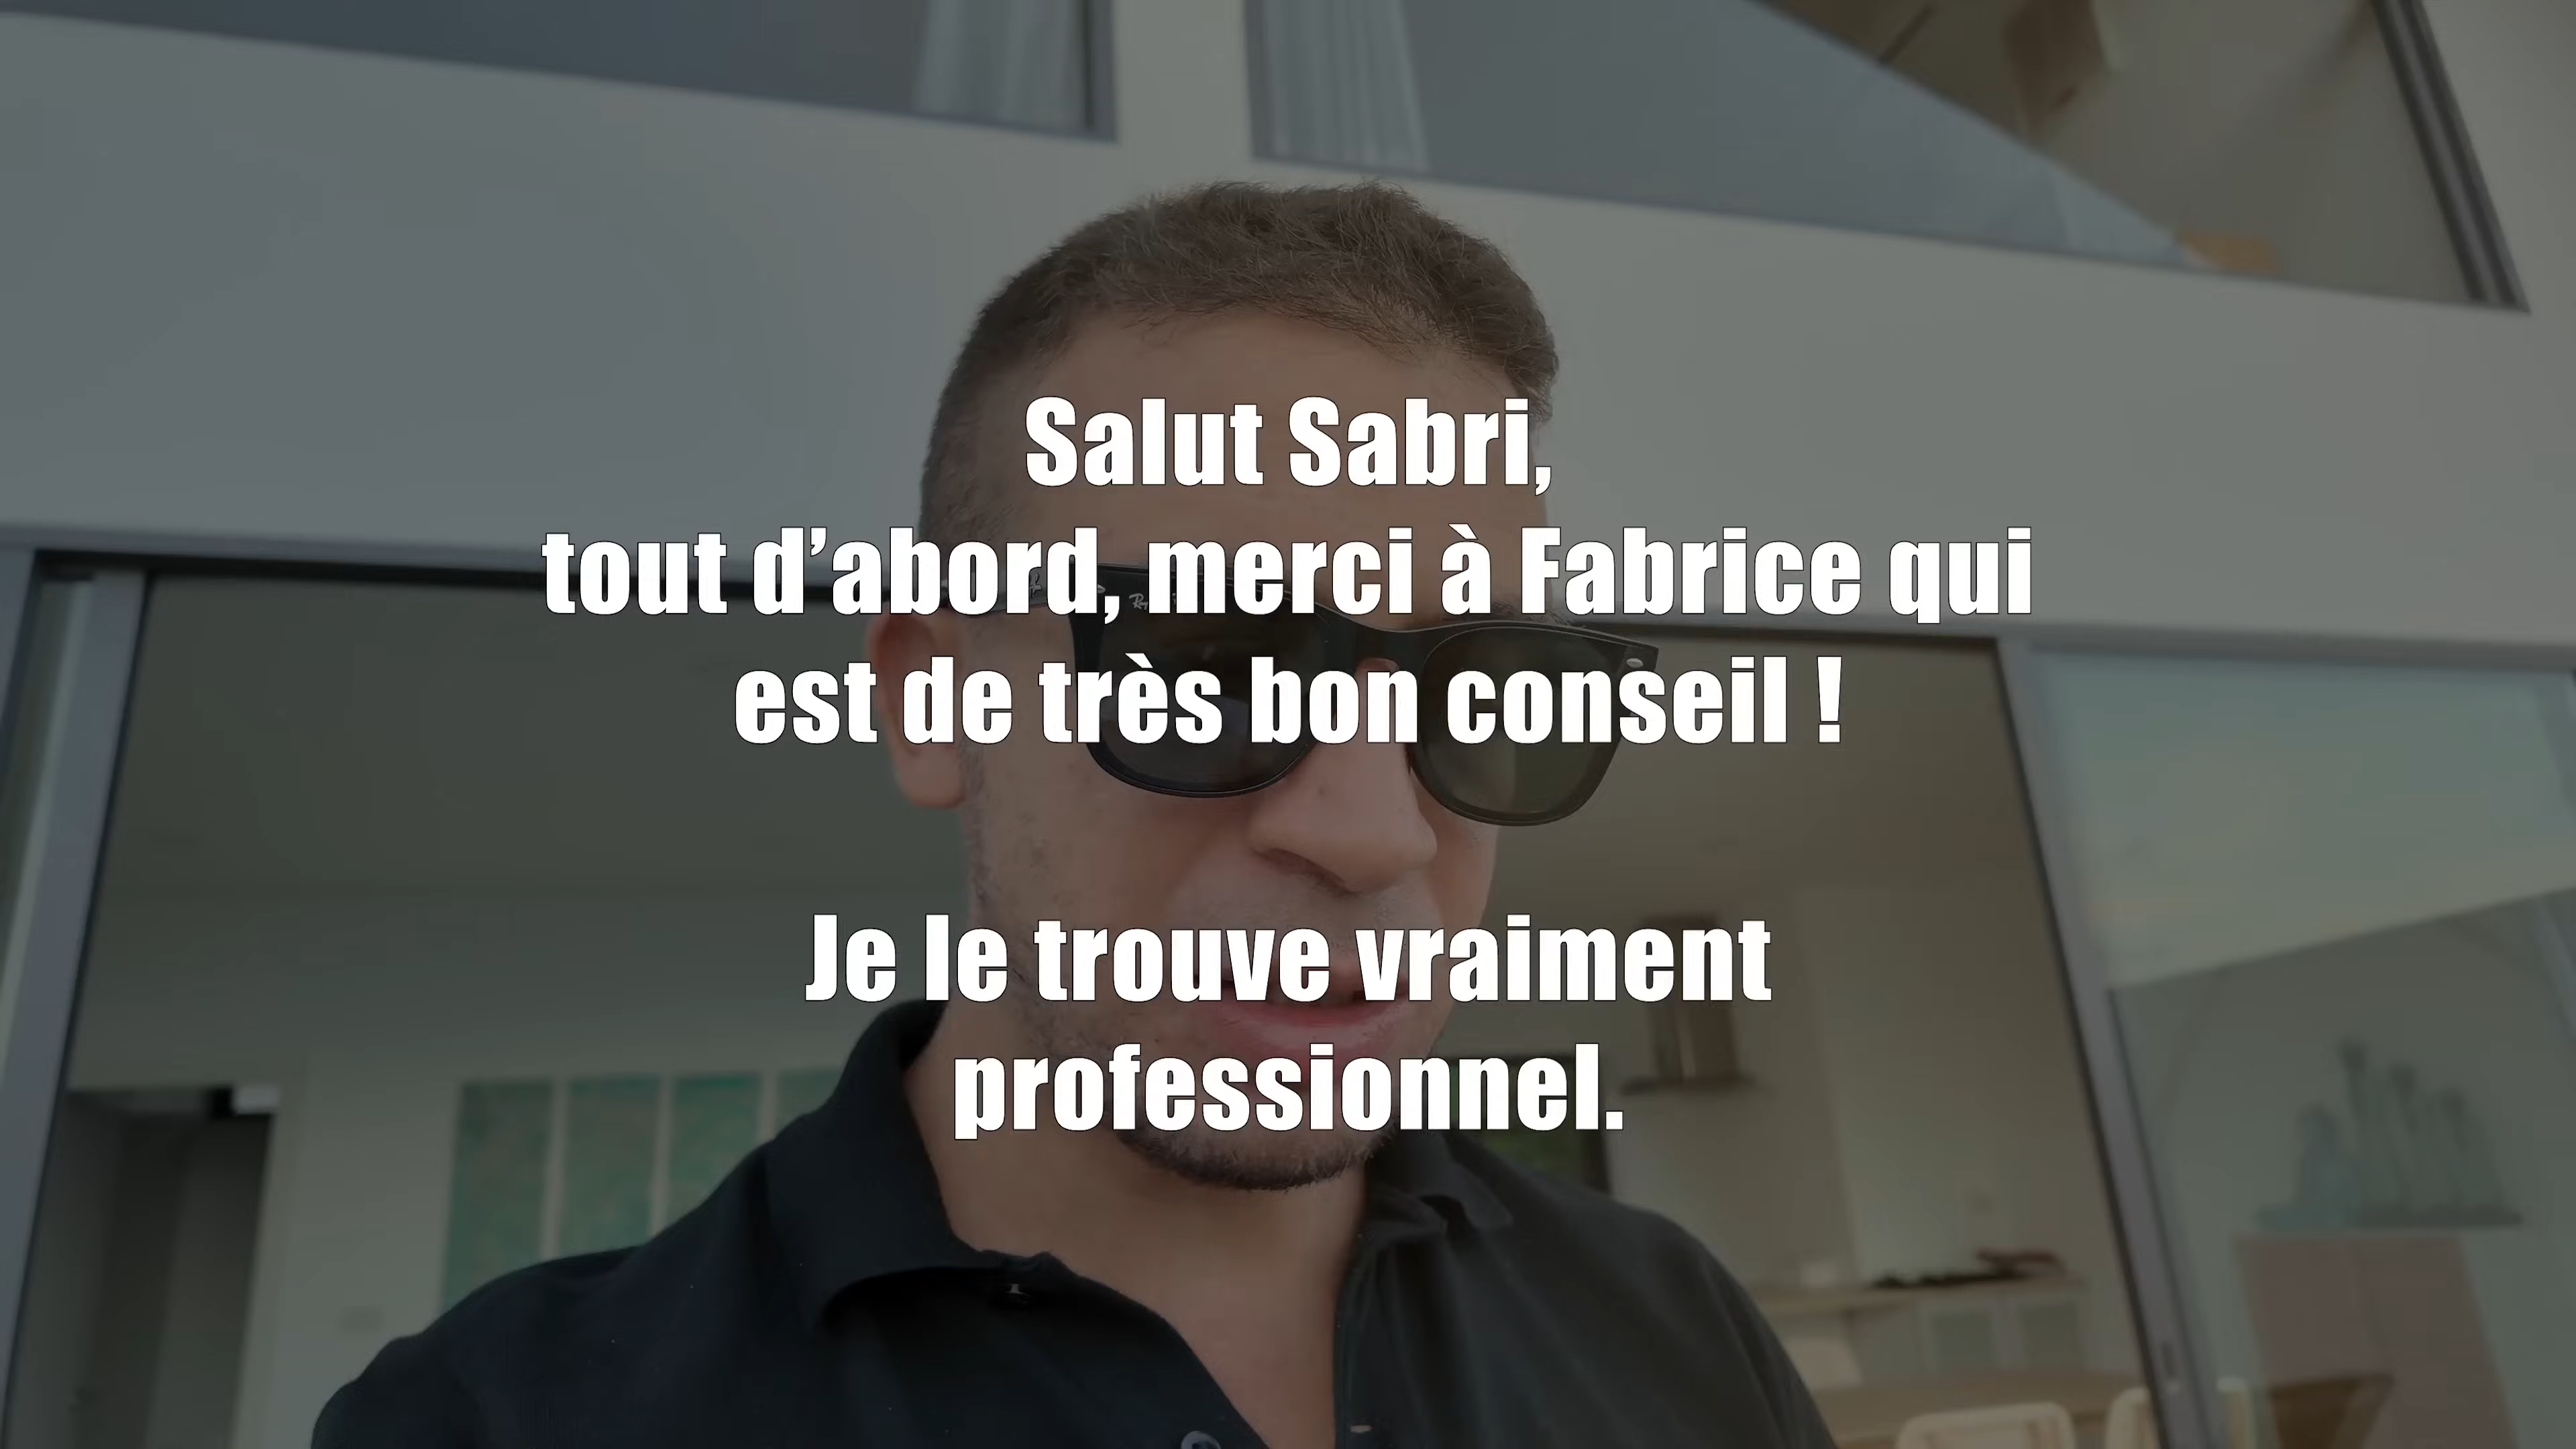 Salut Sabri,
tout d’abord, merci à Fabrice qui
est de très bon conseil !
Je le trouve vraiment
professionnel.